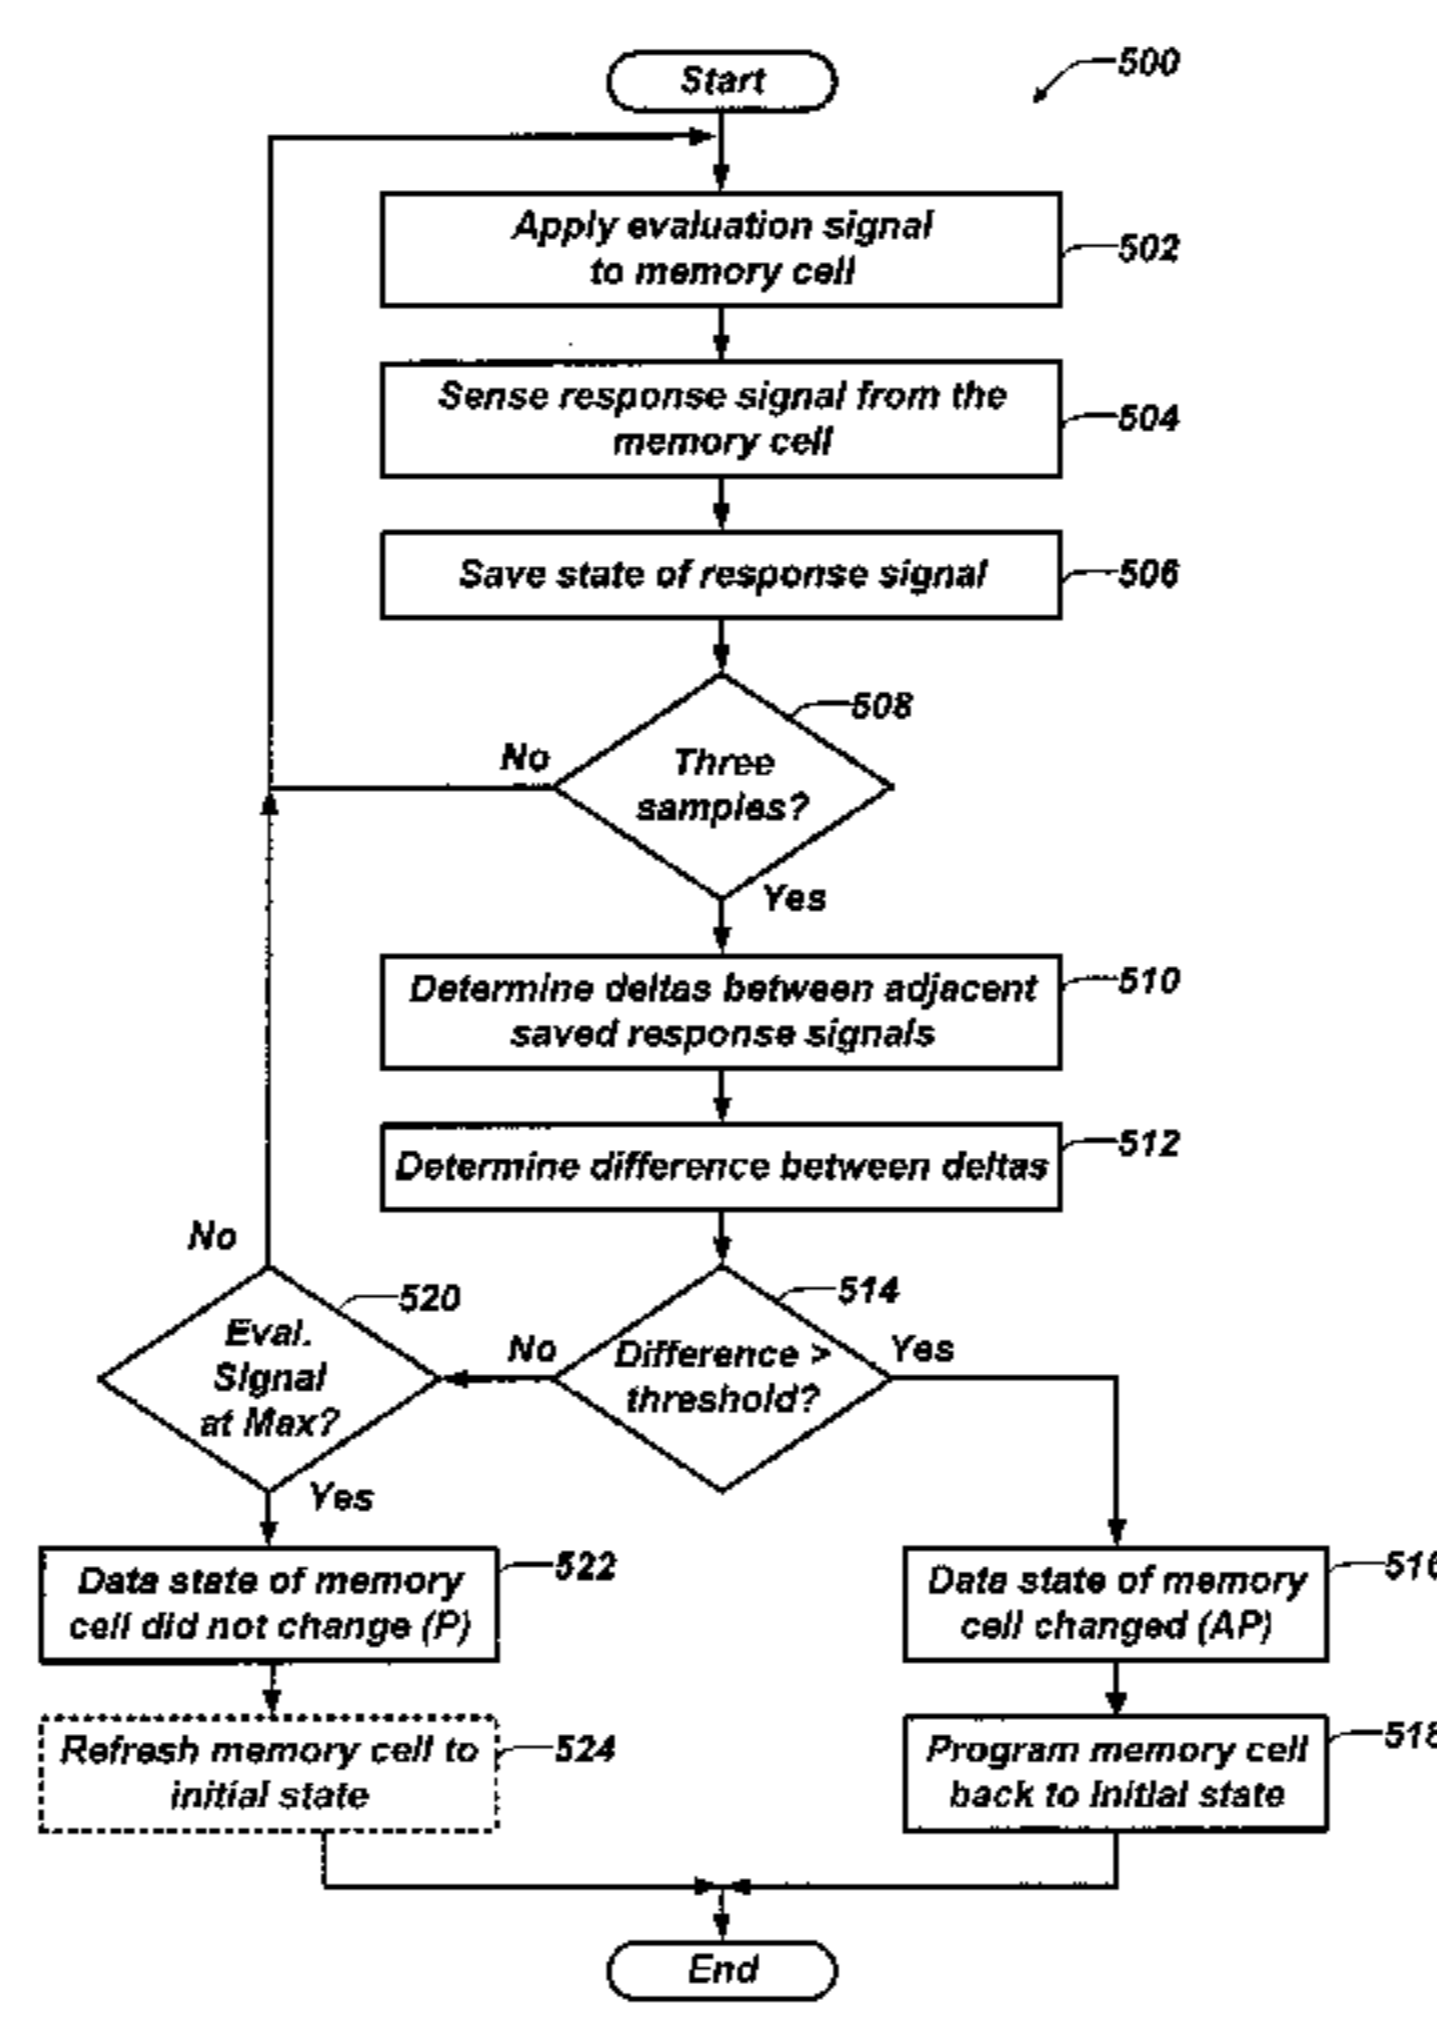 Start
500
Apply evaluation signal
to memory cell
502
Sense response signal from the
memory cell
504
Save state of response signal
506
508
No
Three
samples?
Yes
Determine deltas between adjacent
saved response signals
510
Determine difference between deltas
512
No
520
514
Eval.
Signal
at Max?
No
Difference >
threshold?
Yes
Yes
Data state of memory
cell did not change (P)
522
Data state of memory
cell changed (AP)
516
Refresh memory cell to
initial state
524
Program memory cell
back to initial state
518
End